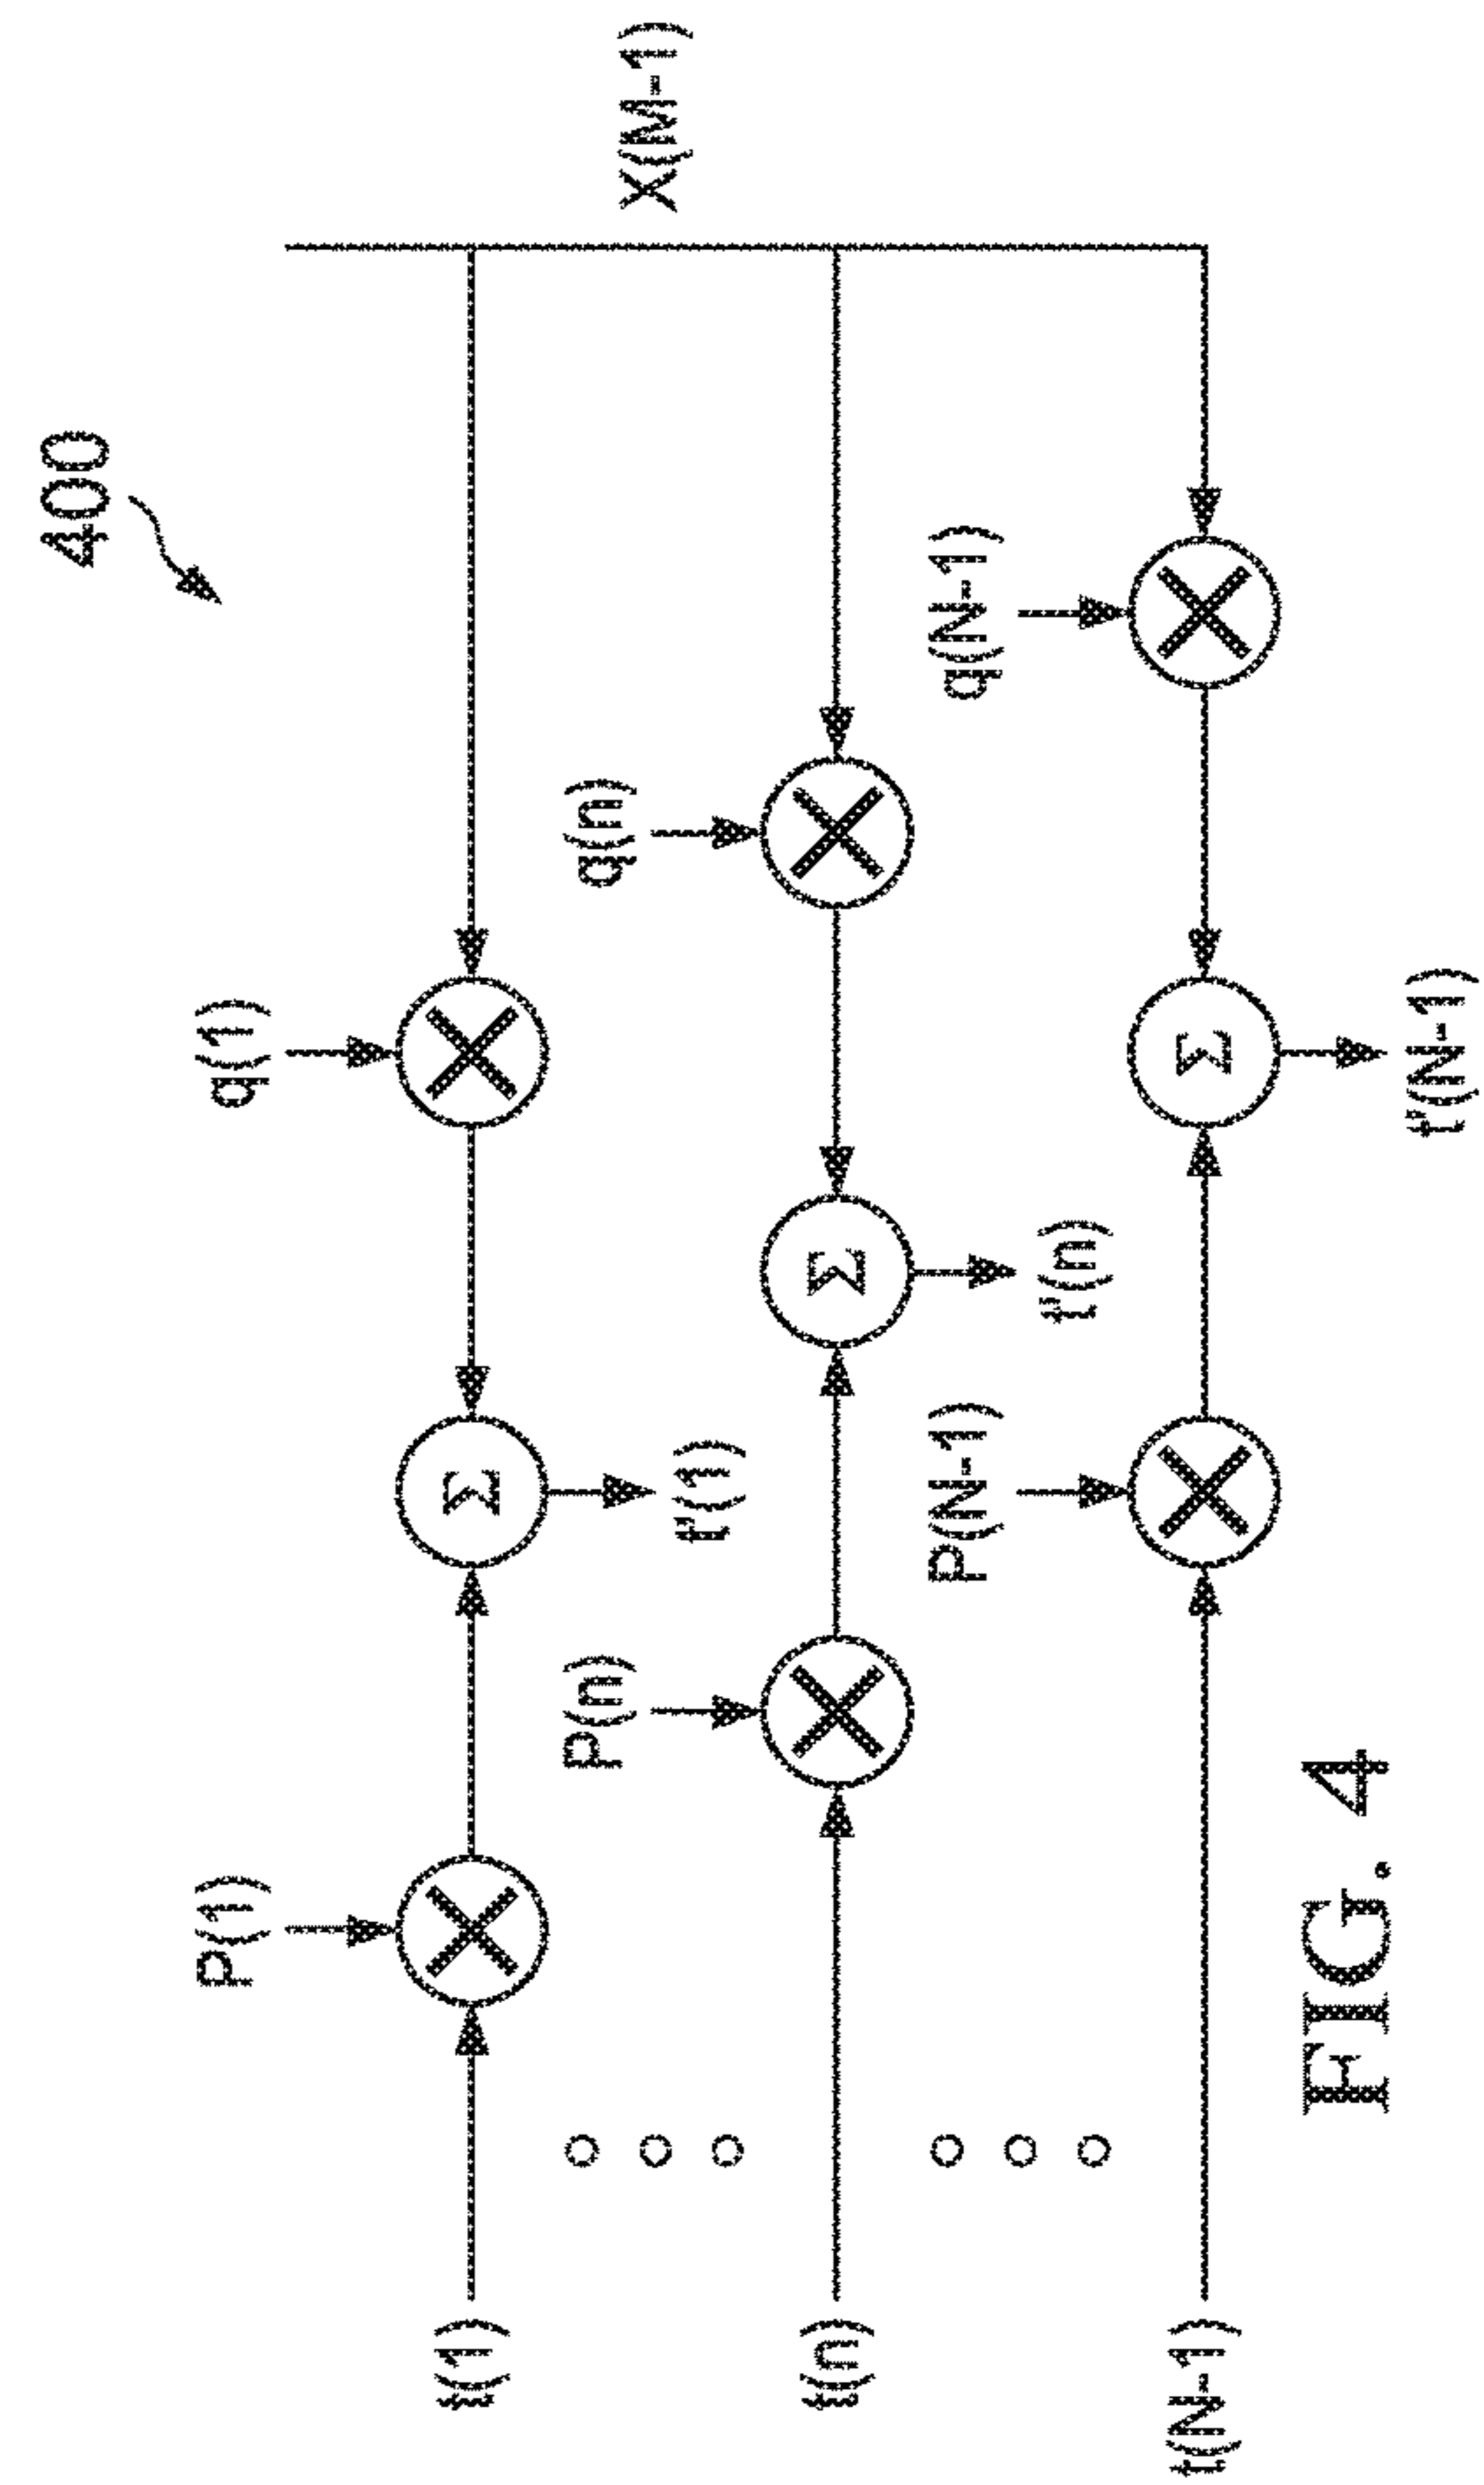 400
P(1)
q(1)
t(1)
Σ
P(n)
q(n)
X(M-1)
t'(1)
t(n)
Σ
P(N-1)
q(N-1)
t'(n)
t(N-1)
Σ
t'(N-1)
FIG. 4